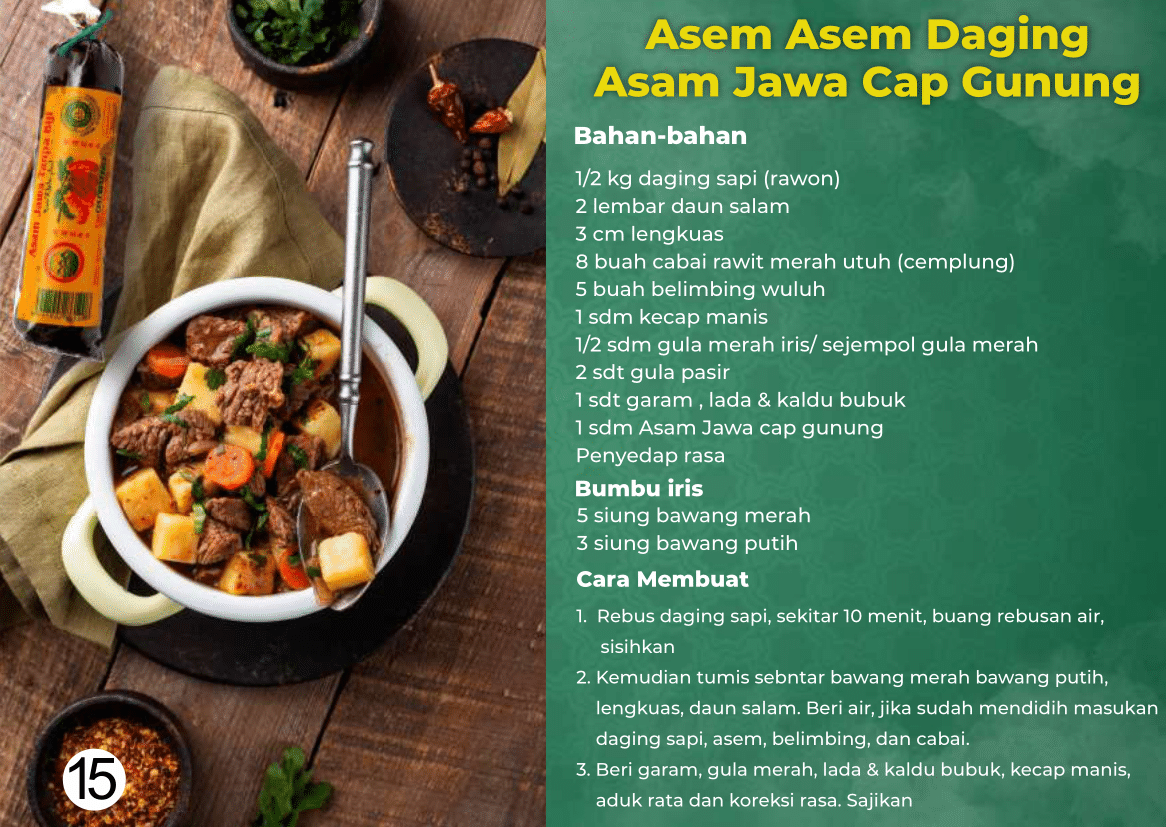 Asem Asem Daging
Asam Jawa Cap Gunung
Bahan-bahan
1/2 kg daging sapi (rawon)
2 lembar daun salam
3 cm lengkuas
8 buah cabai rawit merah utuh (cemplung)
5 buah belimbing wuluh
1 sdm kecap manis
1/2 sdm gula merah iris/ sejempol gula merah
2 sdt gula pasir
1 sdt garam , lada & kaldu bubuk
1 sdm Asam Jawa cap gunung
Penyedap rasa
Bumbu iris
5 siung bawang merah
3 siung bawang putih
Cara Membuat
1. Rebus daging sapi, sekitar 10 menit, buang rebusan air,
sisihkan
2. Kemudian tumis sebntar bawang merah bawang putih,
lengkuas, daun salam. Beri air, jika sudah mendidih masukan
daging sapi, asem, belimbing, dan cabai.
3. Beri garam, gula merah, lada & kaldu bubuk, kecap manis,
aduk rata dan koreksi rasa. Sajikan
Asam Jawa Tanpa Biji
15